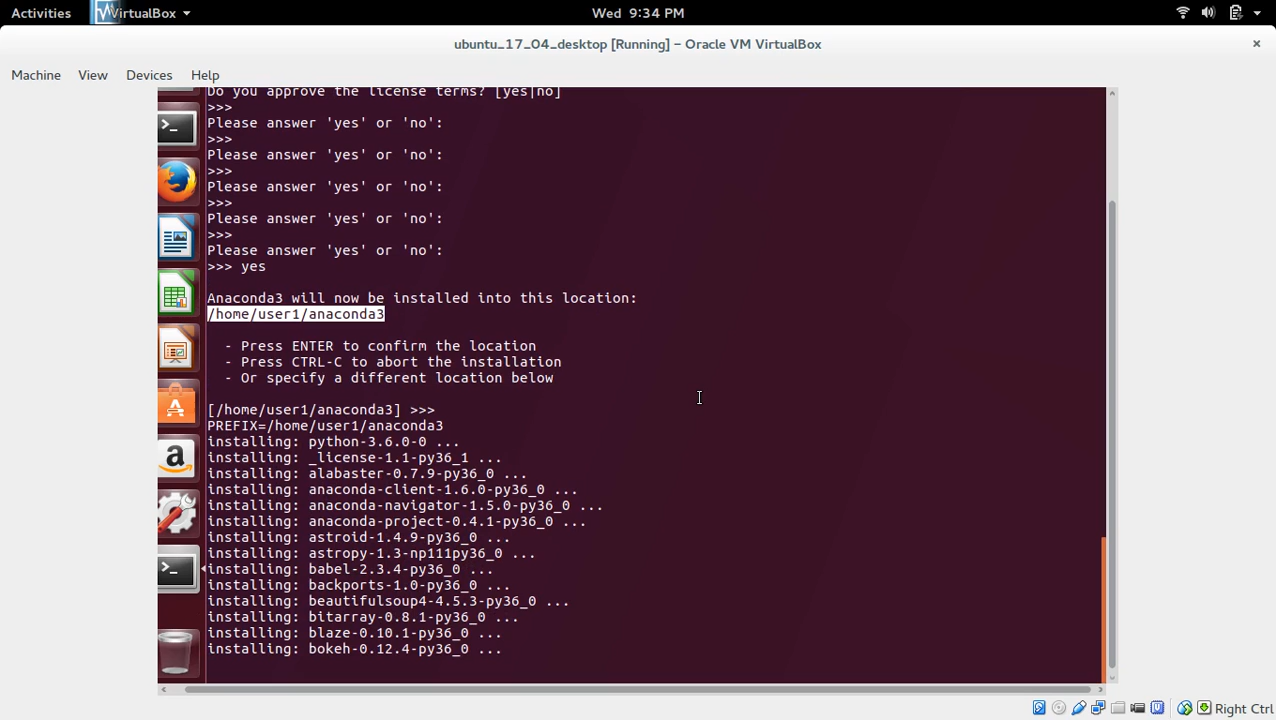 Activities VirtualBox Wed 9:34 PM
ubuntu_17_04_desktop [Running] – Oracle VM VirtualBox ×
Machine View Devices Help
Do you approve the license terms? [yes|no]
>>>
Please answer 'yes' or 'no':
>>>
Please answer 'yes' or 'no':
>>>
Please answer 'yes' or 'no':
>>>
Please answer 'yes' or 'no':
>>>
Please answer 'yes' or 'no':
>>> yes
Anaconda3 will now be installed into this location:
/home/user1/anaconda3
- Press ENTER to confirm the location
- Press CTRL-C to abort the installation
- Or specify a different location below
[/home/user1/anaconda3] >>>
PREFIX=/home/user1/anaconda3
installing: python-3.6.0-0 ...
installing: _license-1.1-py36_1 ...
installing: alabaster-0.7.9-py36_0 ...
installing: anaconda-client-1.6.0-py36_0 ...
installing: anaconda-navigator-1.5.0-py36_0 ...
installing: anaconda-project-0.4.1-py36_0 ...
installing: astroid-1.4.9-py36_0 ...
installing: astropy-1.3-np111py36_0 ...
installing: babel-2.3.4-py36_0 ...
installing: backports-1.0-py36_0 ...
installing: beautifulsoup4-4.5.3-py36_0 ...
installing: bitarray-0.8.1-py36_0 ...
installing: blaze-0.10.1-py36_0 ...
installing: bokeh-0.12.4-py36_0 ...
Right Ctrl